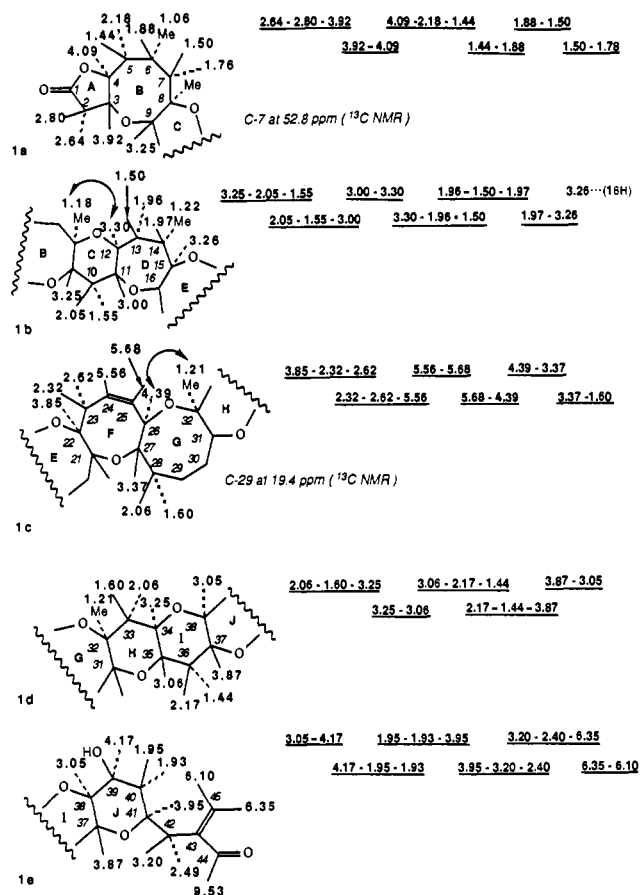 2.18 1.06
1.44 1.88 Me 1.50
4.09 5 6 1.76
O 4 7
A B Me
O 1 3 8
2 O 9 O
2.80 C
2.64 3.92 3.25
1a
2.64 - 2.80 - 3.92 4.09 -2.18 - 1.44 1.88 - 1.50
3.92 – 4.09 1.44 - 1.88 1.50 - 1.78
C-7 at 52.8 ppm ( 13C NMR )
1.50
1.18 1.96 1.22
Me 3.30 1.97 Me
O 12 13 14 3.26
B C D 15 O
O 10 11 O 16 E
3.25 3.00
2.05 1.55
1b
3.25 - 2.05 - 1.55 3.00 - 3.30 1.96 - 1.50 - 1.97 3.26 ···(16H)
2.05 - 1.55 - 3.00 3.30 - 1.96 - 1.50 1.97 - 3.26
5.68
2.62 5.56 4.39 1.21
2.32 Me
3.85 23 24 25 O 32 H
O 22 F 26 G 31 O
E 21 O 27 30
28 29
3.37
2.06 1.60
1c
3.85 - 2.32 - 2.62 5.56 - 5.68 4.39 - 3.37
2.32 - 2.62 - 5.56 5.68 - 4.39 3.37 -1.60
C-29 at 19.4 ppm ( 13C NMR )
1.60 2.06 3.05
1.21 3.25
Me O J
O 33 34 38
G 32 H I 37 O
31 O 35 36
3.06 3.87
2.17 1.44
1d
2.06 - 1.60 - 3.25 3.06 - 2.17 - 1.44 3.87 - 3.05
3.25 - 3.06 2.17 - 1.44 - 3.87
4.17
HO 1.95
3.05 1.93 6.10
O 39 40 3.95 45 6.35
38 J 41
I 37 O 42 43
44 O
3.87 3.20 2.49
9.53
1e
3.05 – 4.17 1.95 - 1.93 - 3.95 3.20 - 2.40 - 6.35
4.17 - 1.95 - 1.93 3.95 - 3.20 - 2.40 6.35 - 6.10